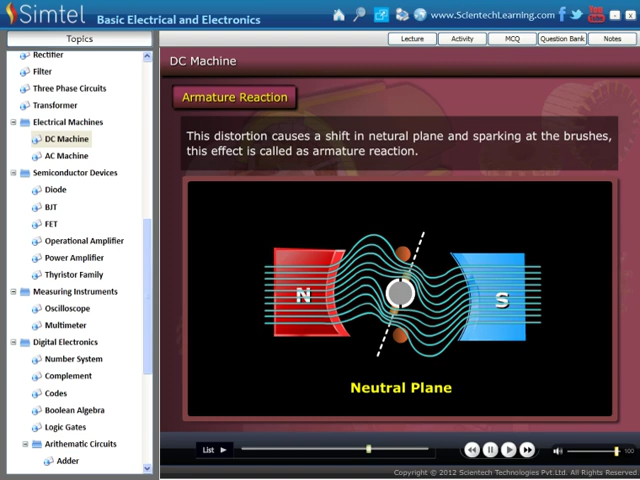 Simtel Basic Electrical and Electronics
www.ScientechLearning.com
You Tube
Topics
Lecture
Activity
MCQ
Question Bank
Notes
Rectifier
Filter
Three Phase Circuits
Transformer
Electrical Machines
DC Machine
AC Machine
Semiconductor Devices
Diode
BJT
FET
Operational Amplifier
Power Amplifier
Thyristor Family
Measuring Instruments
Oscilloscope
Multimeter
Digital Electronics
Number System
Complement
Codes
Boolean Algebra
Logic Gates
Arithematic Circuits
Adder
DC Machine
Armature Reaction
This distortion causes a shift in netural plane and sparking at the brushes,
this effect is called as armature reaction.
N
S
Neutral Plane
List
100
Copyright © 2012 Scientech Technologies Pvt.Ltd. All Rights Reserved.